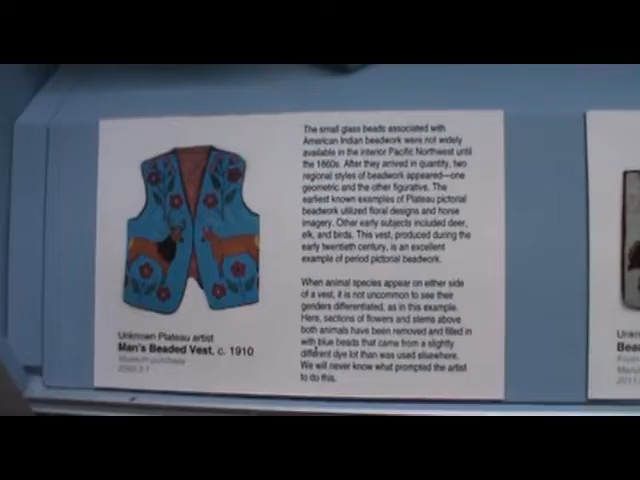 The small glass beads associated with
American Indian beadwork were not widely
available in the interior Pacific Northwest until
the 1860s. After they arrived in quantity, two
regional styles of beadwork appeared—one
geometric and the other figurative. The
earliest known examples of Plateau pictorial
beadwork utilized floral designs and horse
imagery. Other early subjects included deer,
elk, and birds. This vest, produced during the
early twentieth century, is an excellent
example of period pictorial beadwork.
When animal species appear on either side
of a vest, it is not uncommon to see their
genders differentiated, as in this example.
Here, sections of flowers and stems above
both animals have been removed and filled in
with blue beads that came from a slightly
different dye lot than was used elsewhere.
We will never know what prompted the artist
to do this.
Unknown Plateau artist
Man's Beaded Vest, c. 1910
Museum purchase